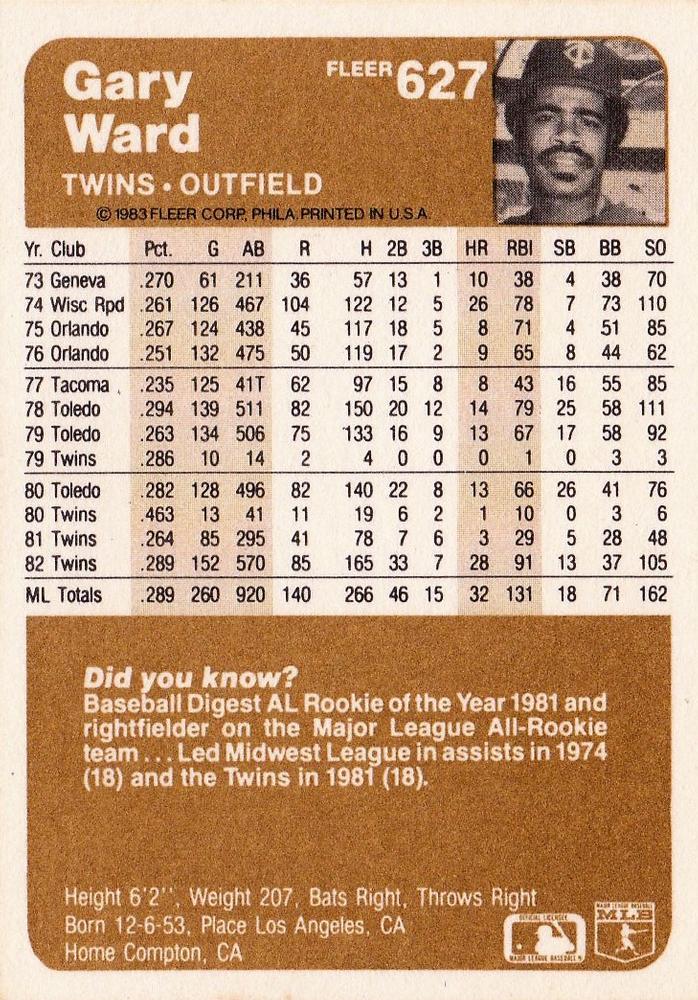 Gary
Ward
FLEER 627
TWINS • OUTFIELD
© 1983 FLEER CORP, PHILA. PRINTED IN U.S.A.
Yr. Club Pct. G AB R H 2B 3B HR RBI SB BB SO
73 Geneva .270 61 211 36 57 13 1 10 38 4 38 70
74 Wisc Rpd .261 126 467 104 122 12 5 26 78 7 73 110
75 Orlando .267 124 438 45 117 18 5 8 71 4 51 85
76 Orlando .251 132 475 50 119 17 2 9 65 8 44 62
77 Tacoma .235 125 41T 62 97 15 8 8 43 16 55 85
78 Toledo .294 139 511 82 150 20 12 14 79 25 58 111
79 Toledo .263 134 506 75 133 16 9 13 67 17 58 92
79 Twins .286 10 14 2 4 0 0 0 1 0 3 3
80 Toledo .282 128 496 82 140 22 8 13 66 26 41 76
80 Twins .463 13 41 11 19 6 2 1 10 0 3 6
81 Twins .264 85 295 41 78 7 6 3 29 5 28 48
82 Twins .289 152 570 85 165 33 7 28 91 13 37 105
ML Totals .289 260 920 140 266 46 15 32 131 18 71 162
Did you know?
Baseball Digest AL Rookie of the Year 1981 and
rightfielder on the Major League All-Rookie
team ... Led Midwest League in assists in 1974
(18) and the Twins in 1981 (18).
Height 6'2'', Weight 207, Bats Right, Throws Right
Born 12-6-53, Place Los Angeles, CA
Home Compton, CA
OFFICIAL LICENSEE
MAJOR LEAGUE BASEBALL
MAJOR LEAGUE BASEBALL
MLB